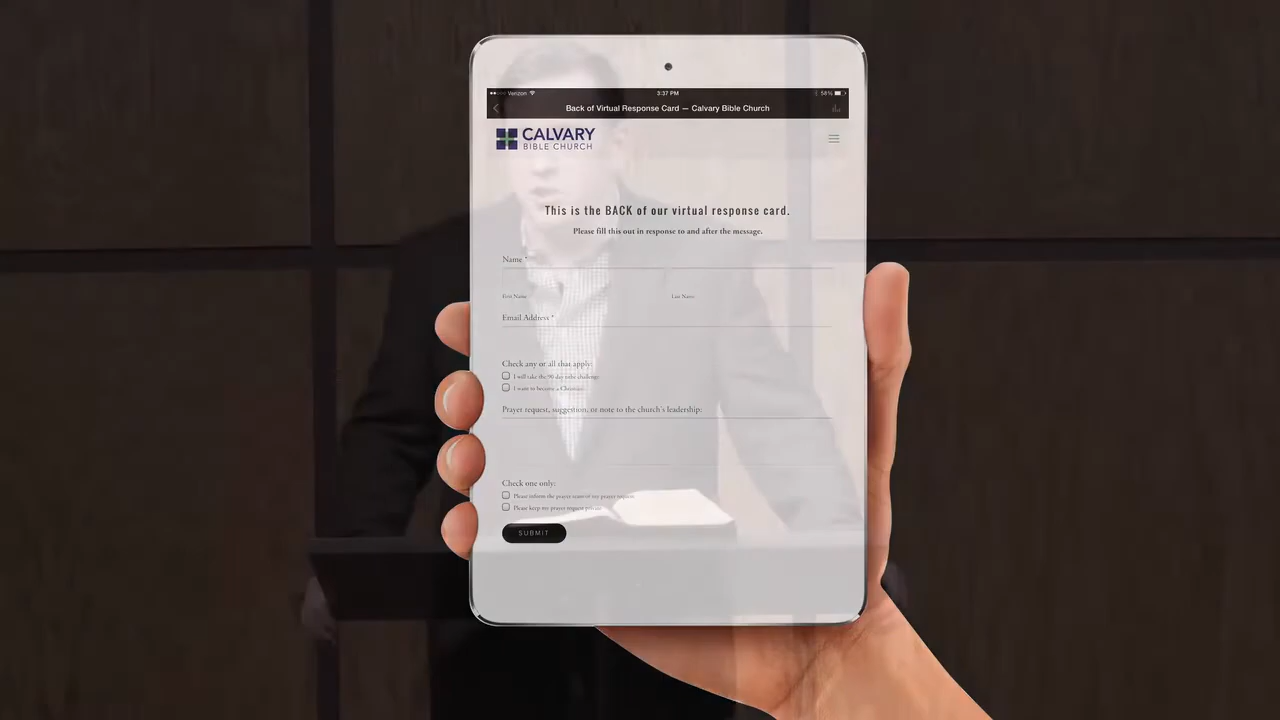 Verizon 3:37 PM 58%
Back of Virtual Response Card — Calvary Bible Church
CALVARY
BIBLE CHURCH
This is the BACK of our virtual response card.
Please fill this out in response to and after the message.
Name *
First Name Last Name
Email Address *
Check any or all that apply:
I will take the 90 day tithe challenge
I want to become a Christian
Prayer request, suggestion, or note to the church's leadership:
Check one only:
Please inform the prayer team of my prayer request
Please keep my prayer request private
SUBMIT